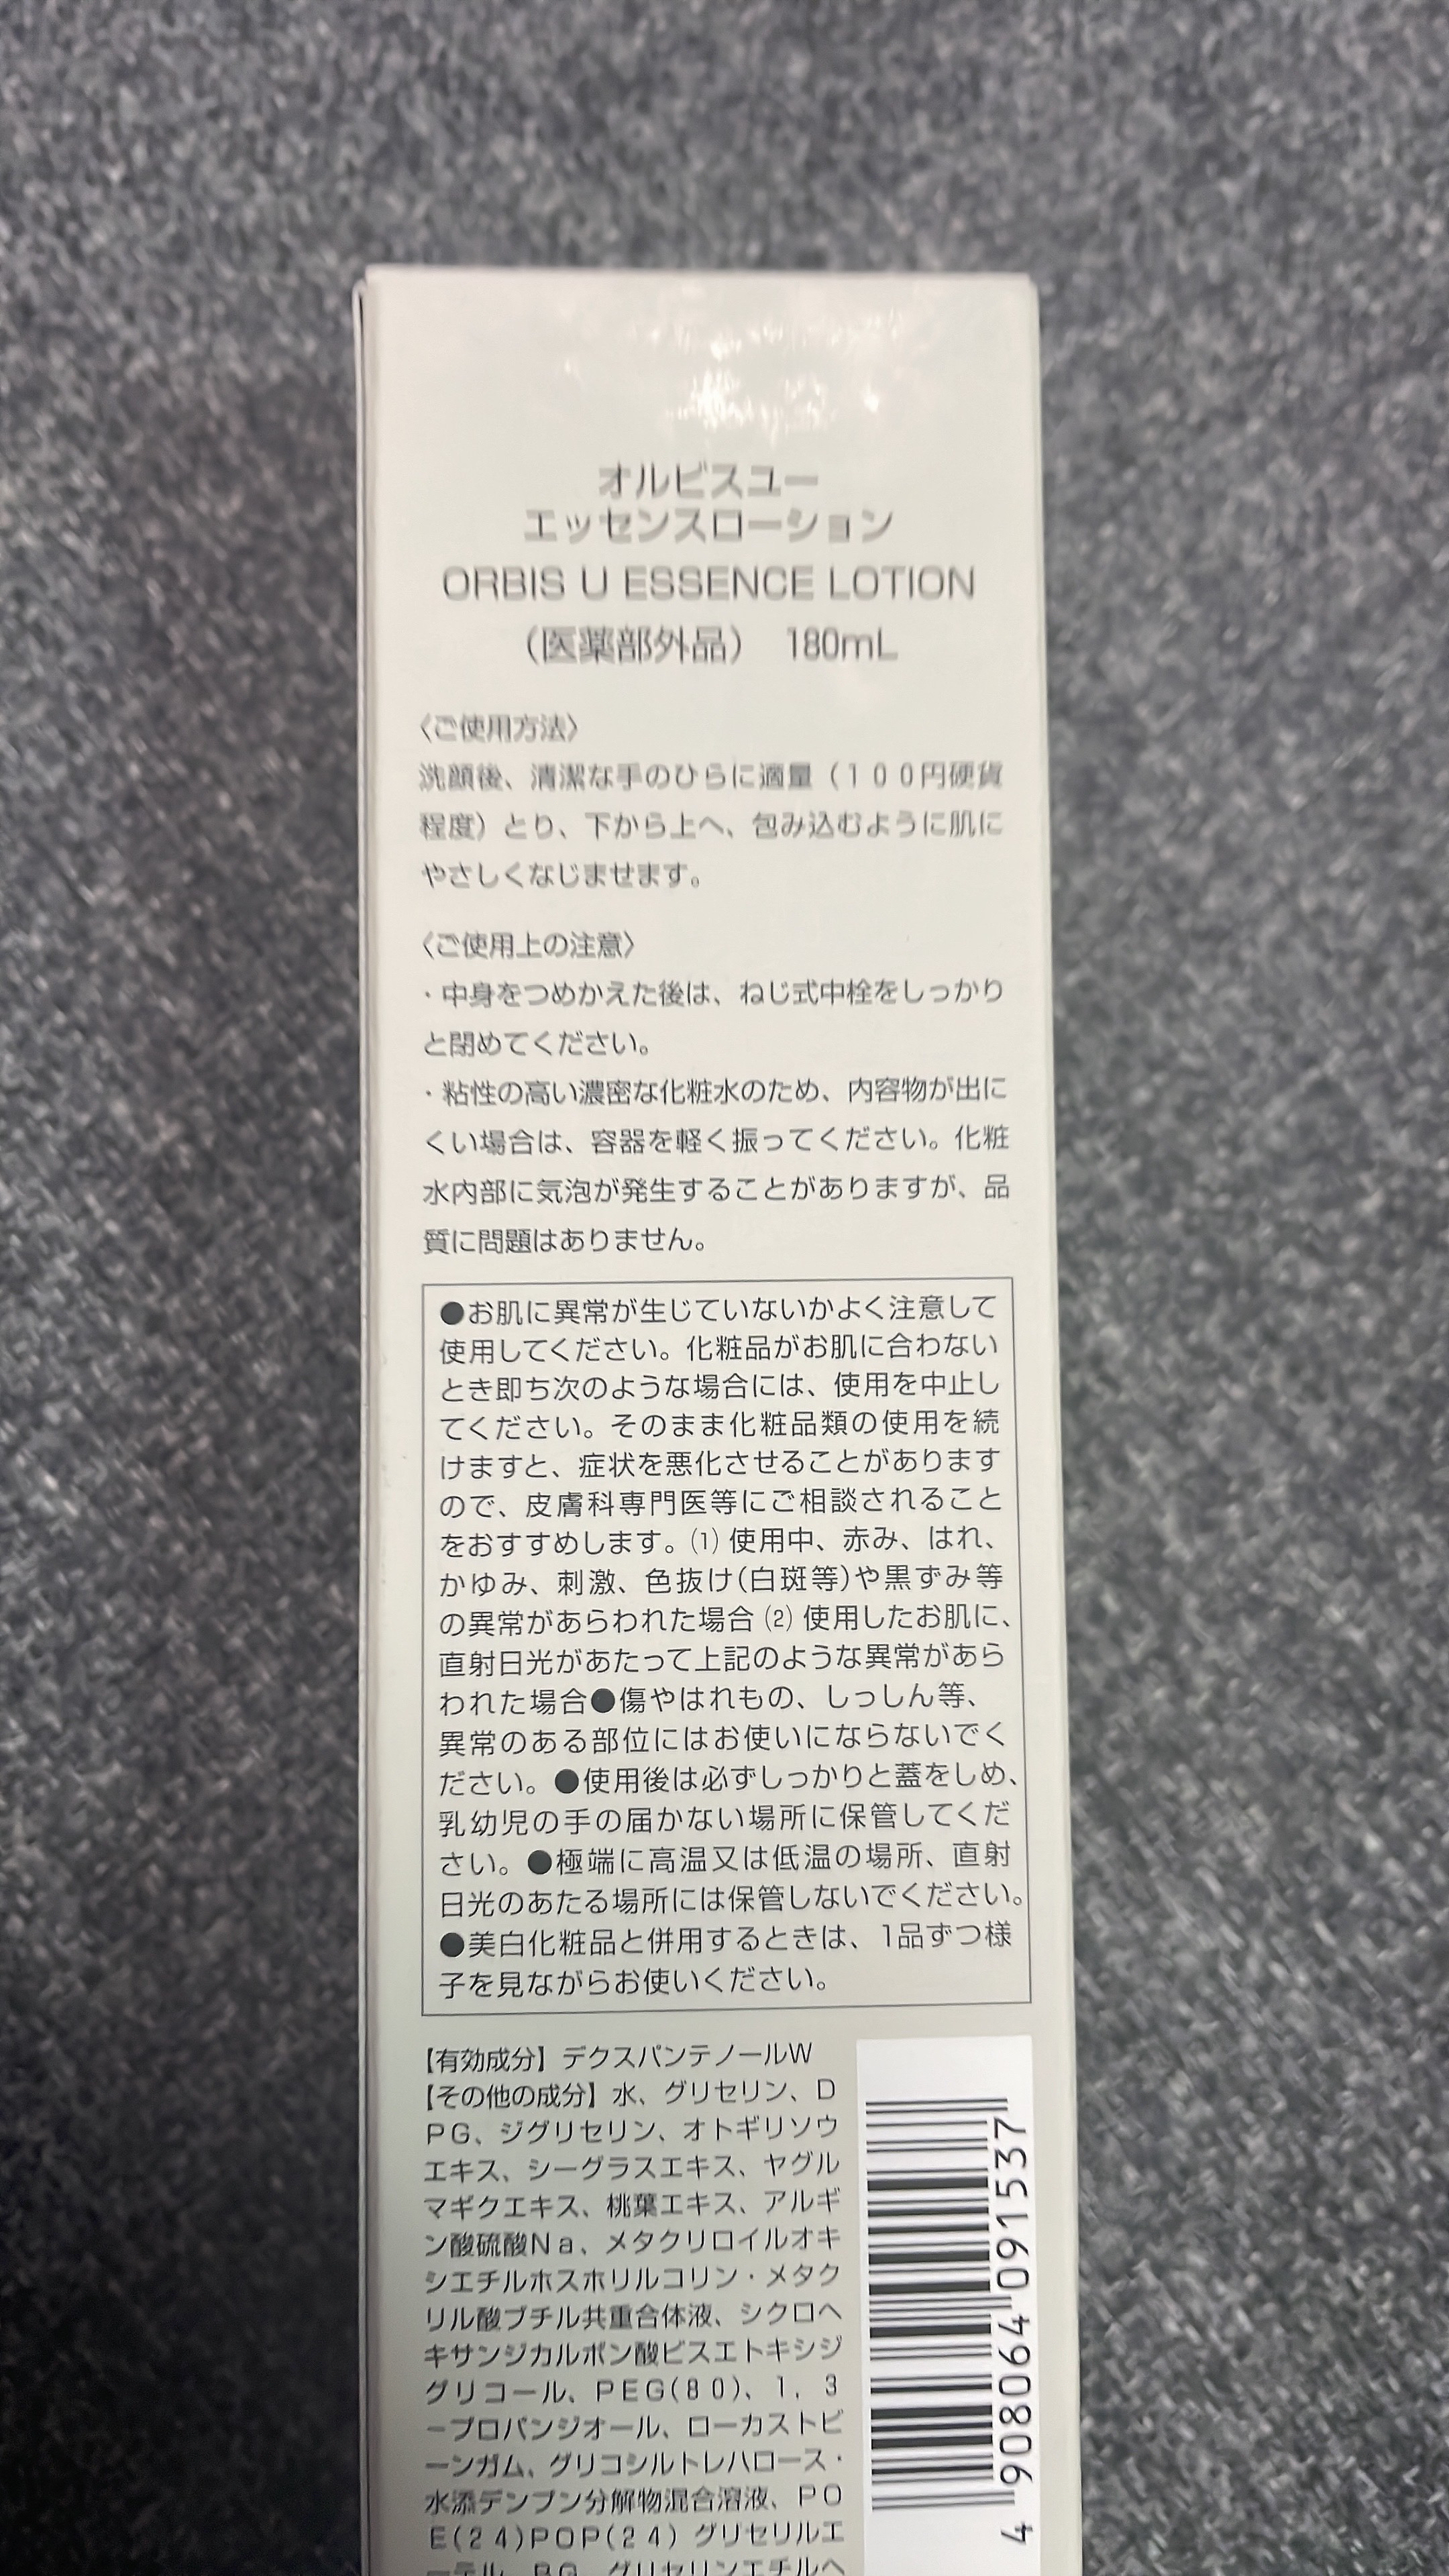 オルビスユー
エッセンスローション
ORBIS U ESSENCE LOTION
（医薬部外品） 180mL
〈ご使用方法〉
洗顔後、清潔な手のひらに適量（１００円硬貨
程度）とり、下から上へ、包み込むように肌に
やさしくなじませます。
〈ご使用上の注意〉
・中身をつめかえた後は、ねじ式中栓をしっかり
と閉めてください。
・粘性の高い濃密な化粧水のため、内容物が出に
くい場合は、容器を軽く振ってください。化粧
水内部に気泡が発生することがありますが、品
質に問題はありません。
●お肌に異常が生じていないかよく注意して
使用してください。化粧品がお肌に合わない
とき即ち次のような場合には、使用を中止し
てください。そのまま化粧品類の使用を続
けますと、症状を悪化させることがあります
ので、皮膚科専門医等にご相談されること
をおすすめします。⑴ 使用中、赤み、はれ、
かゆみ、刺激、色抜け(白斑等)や黒ずみ等
の異常があらわれた場合 ⑵ 使用したお肌に、
直射日光があたって上記のような異常があら
われた場合●傷やはれもの、しっしん等、
異常のある部位にはお使いにならないでく
ださい。●使用後は必ずしっかりと蓋をしめ、
乳幼児の手の届かない場所に保管してくだ
さい。●極端に高温又は低温の場所、直射
日光のあたる場所には保管しないでください。
●美白化粧品と併用するときは、1品ずつ様
子を見ながらお使いください。
【有効成分】デクスパンテノールW
【その他の成分】水、グリセリン、Ｄ
ＰＧ、ジグリセリン、オトギリソウ
エキス、シーグラスエキス、ヤグル
マギクエキス、桃葉エキス、アルギ
ン酸硫酸Ｎａ、メタクリロイルオキ
シエチルホスホリルコリン・メタク
リル酸ブチル共重合体液、シクロヘ
キサンジカルボン酸ビスエトキシジ
グリコール、ＰＥＧ(８０)、１，３
－プロパンジオール、ローカストビ
ーンガム、グリコシルトレハロース・
水添デンプン分解物混合溶液、ＰＯ
Ｅ(２４)ＰＯＰ(２４) グリセリルエ
ーテル、ＢＧ、グリセリンエチルヘ
4 908064 091537